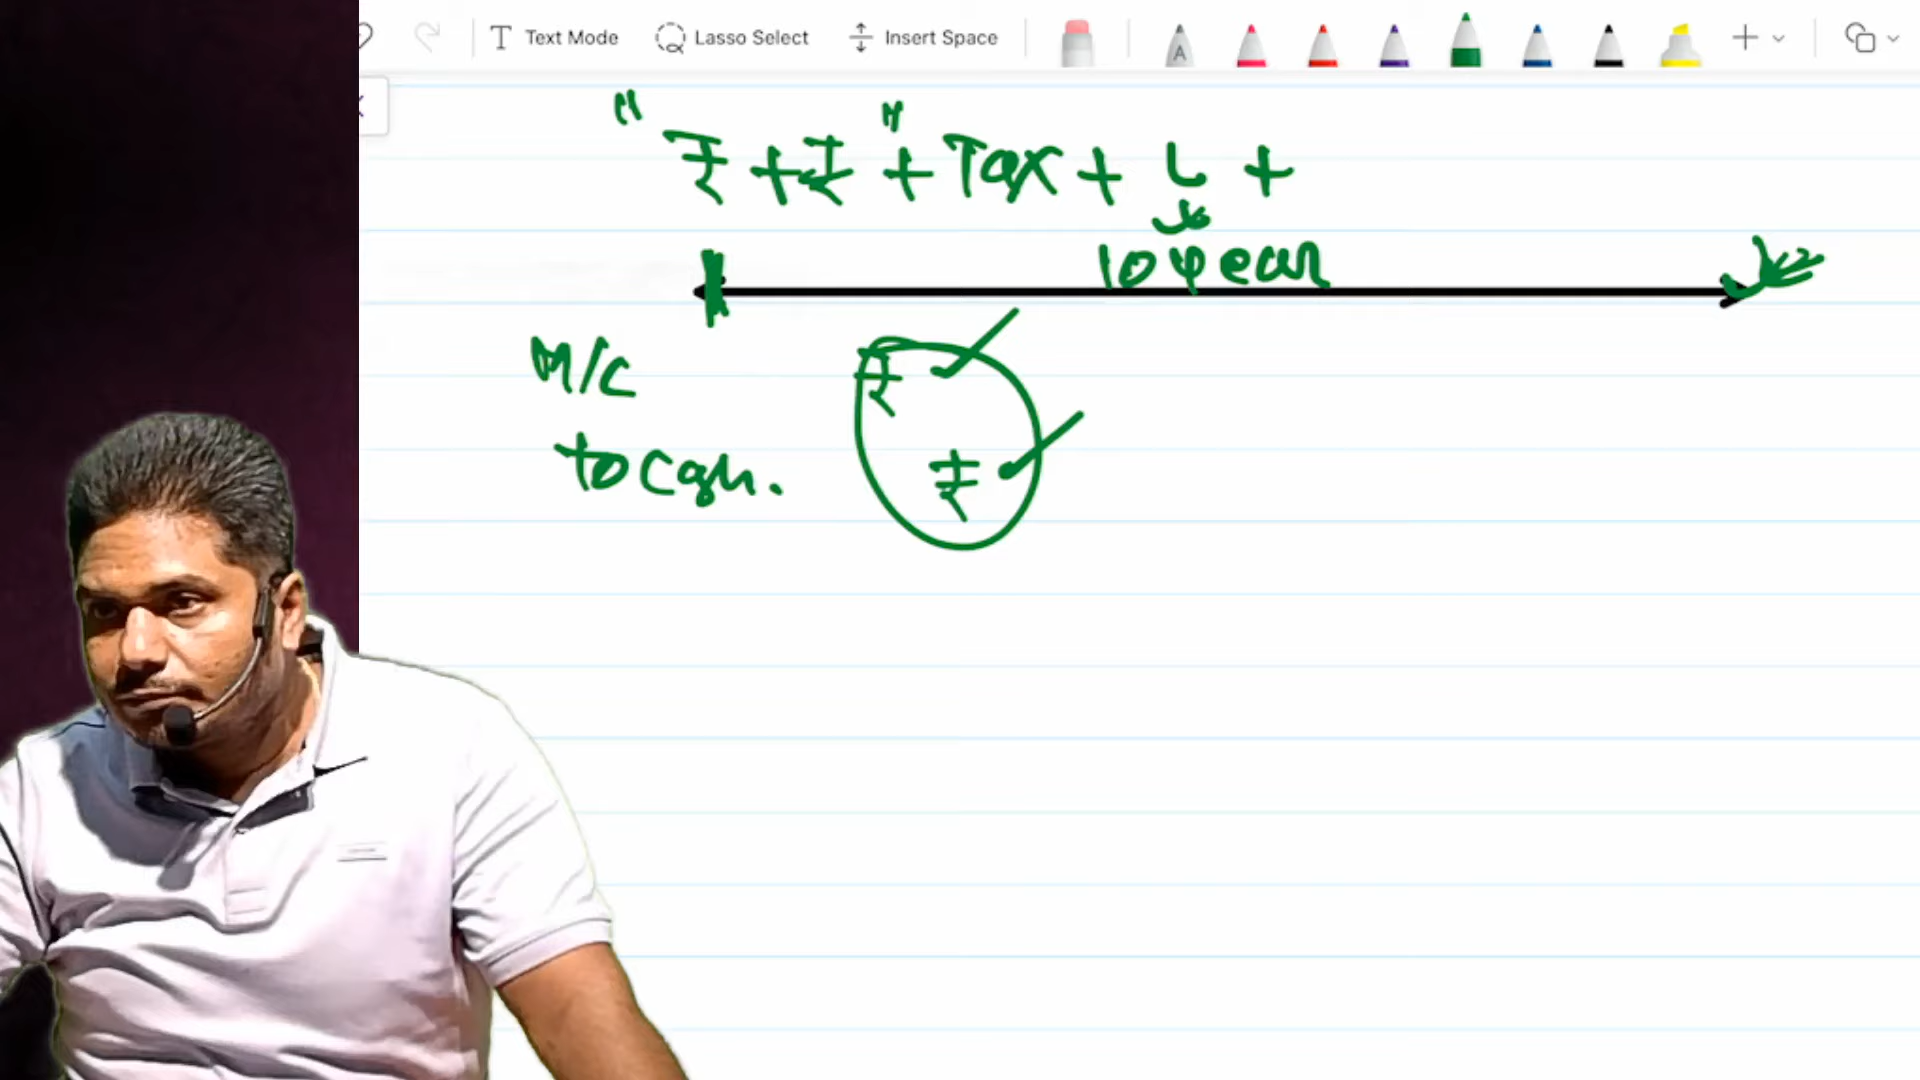 Text Mode Lasso Select Insert Space
A
" ₹ + ₹ " + Tax + L +
10 year
M/C ₹
to Cash. ₹